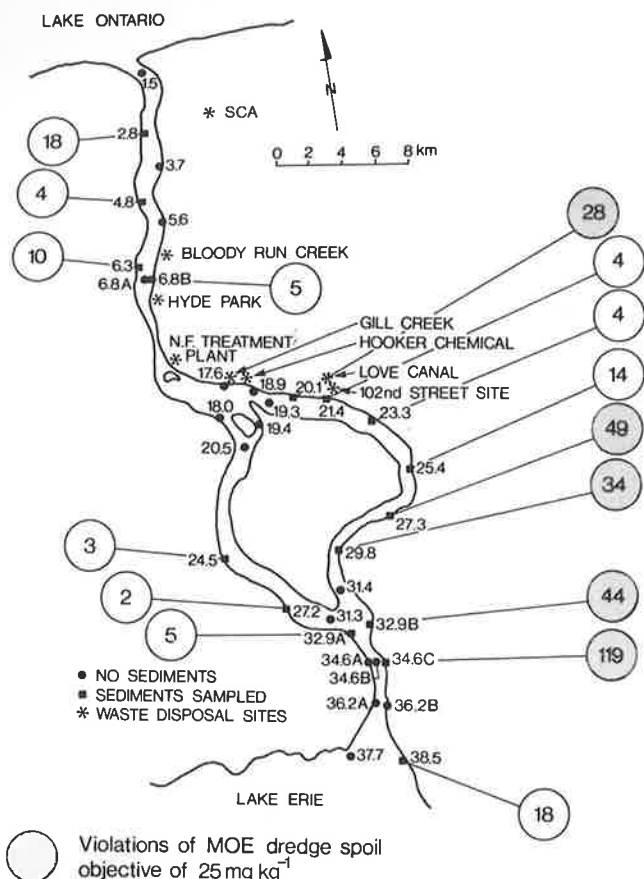 LAKE ONTARIO
1.5
N
* SCA
18
2.8
0 2 4 6 8 km
3.7
4
4.8
5.6
28
* BLOODY RUN CREEK
4
10
6.3
6.8A
6.8B
5
* HYDE PARK
4
GILL CREEK
N.F. TREATMENT
* PLANT
HOOKER CHEMICAL
LOVE CANAL
102nd STREET SITE
14
17.6
18.9
20.1
21.4
23.3
18.0
19.3
19.4
49
20.5
25.4
34
27.3
3
24.5
29.8
2
27.2
31.4
31.3
44
5
32.9A
32.9B
34.6A
34.6B
34.6C
119
● NO SEDIMENTS
■ SEDIMENTS SAMPLED
* WASTE DISPOSAL SITES
36.2A
36.2B
37.7
38.5
LAKE ERIE
18
Violations of MOE dredge spoil
objective of 25 mg kg⁻¹